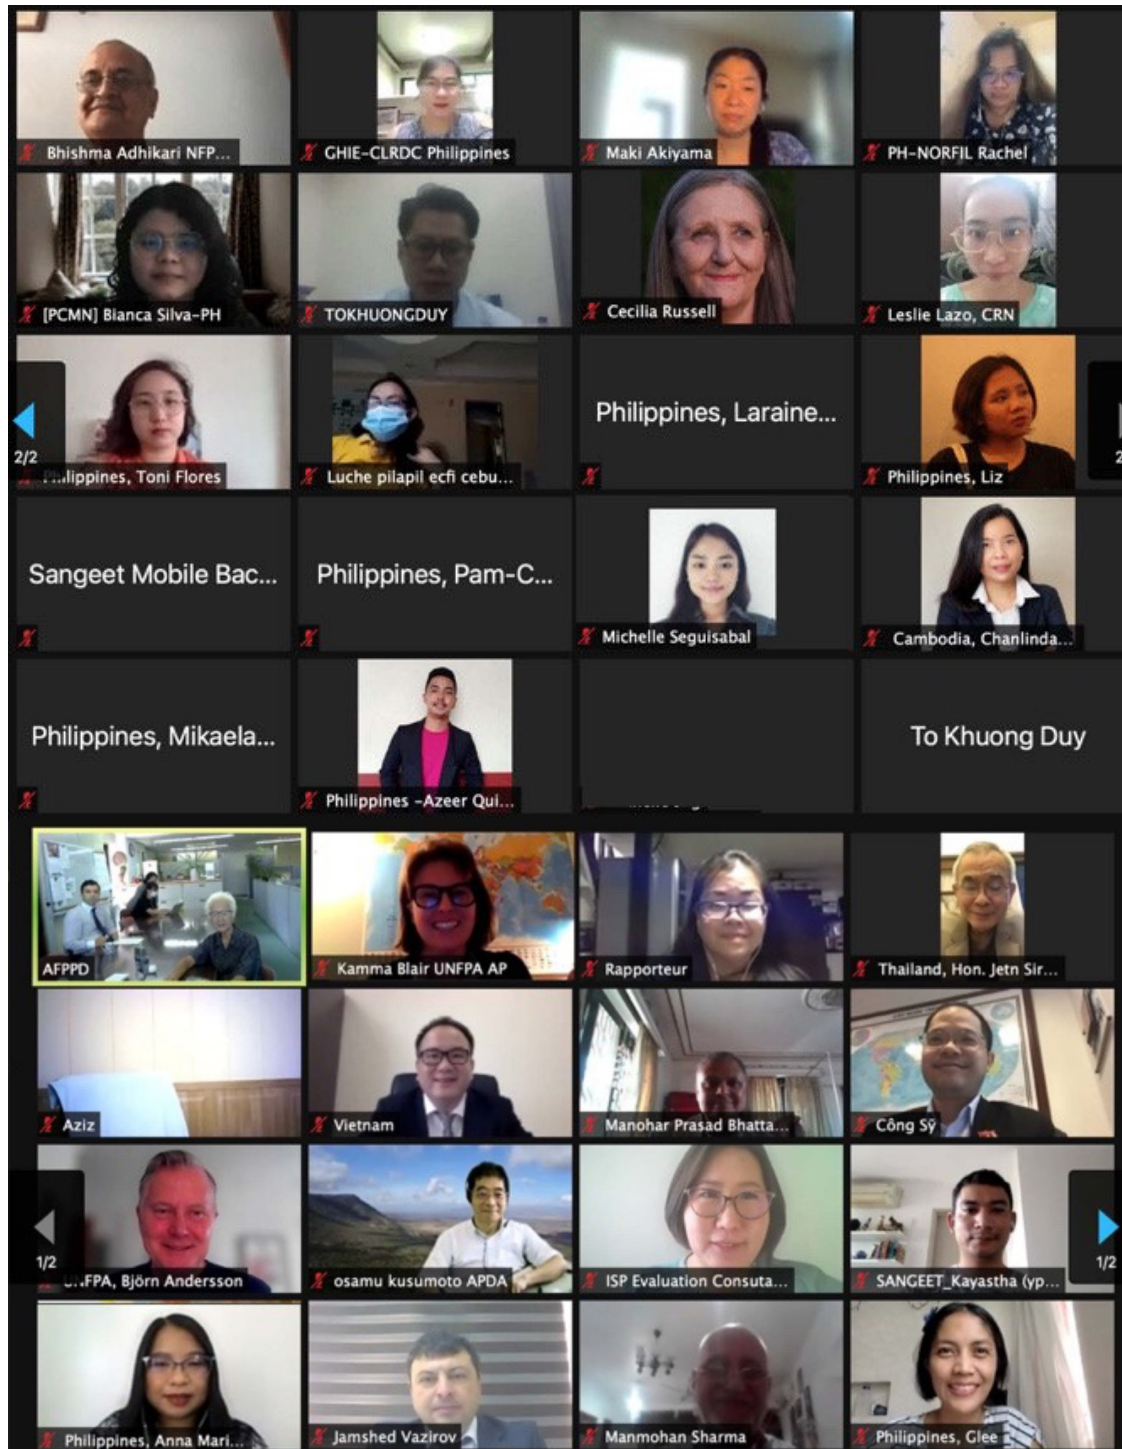 Bhishma Adhikari NFP...
GHIE-CLRDC Philippines
Maki Akiyama
PH-NORFIL Rachel
[PCMN] Bianca Silva-PH
TOKHUONGDUY
Cecilia Russell
Leslie Lazo, CRN
2/2
Philippines, Toni Flores
Luche pilapil ecfi cebu...
Philippines, Laraine...
Philippines, Liz
Sangeet Mobile Bac...
Philippines, Pam-C...
Michelle Seguisabal
Cambodia, Chanlinda...
Philippines, Mikaela...
Philippines -Azeer Qui...
To Khuong Duy
AFPPD
Kamma Blair UNFPA AP
Rapporteur
Thailand, Hon. Jetn Sir...
Aziz
Vietnam
Manohar Prasad Bhatta...
Công Sỹ
1/2
UNFPA, Björn Andersson
osamu kusumoto APDA
ISP Evaluation Consuta...
SANGEET_Kayastha (yp...
1/2
Philippines, Anna Mari...
Jamshed Vazirov
Manmohan Sharma
Philippines, Glee